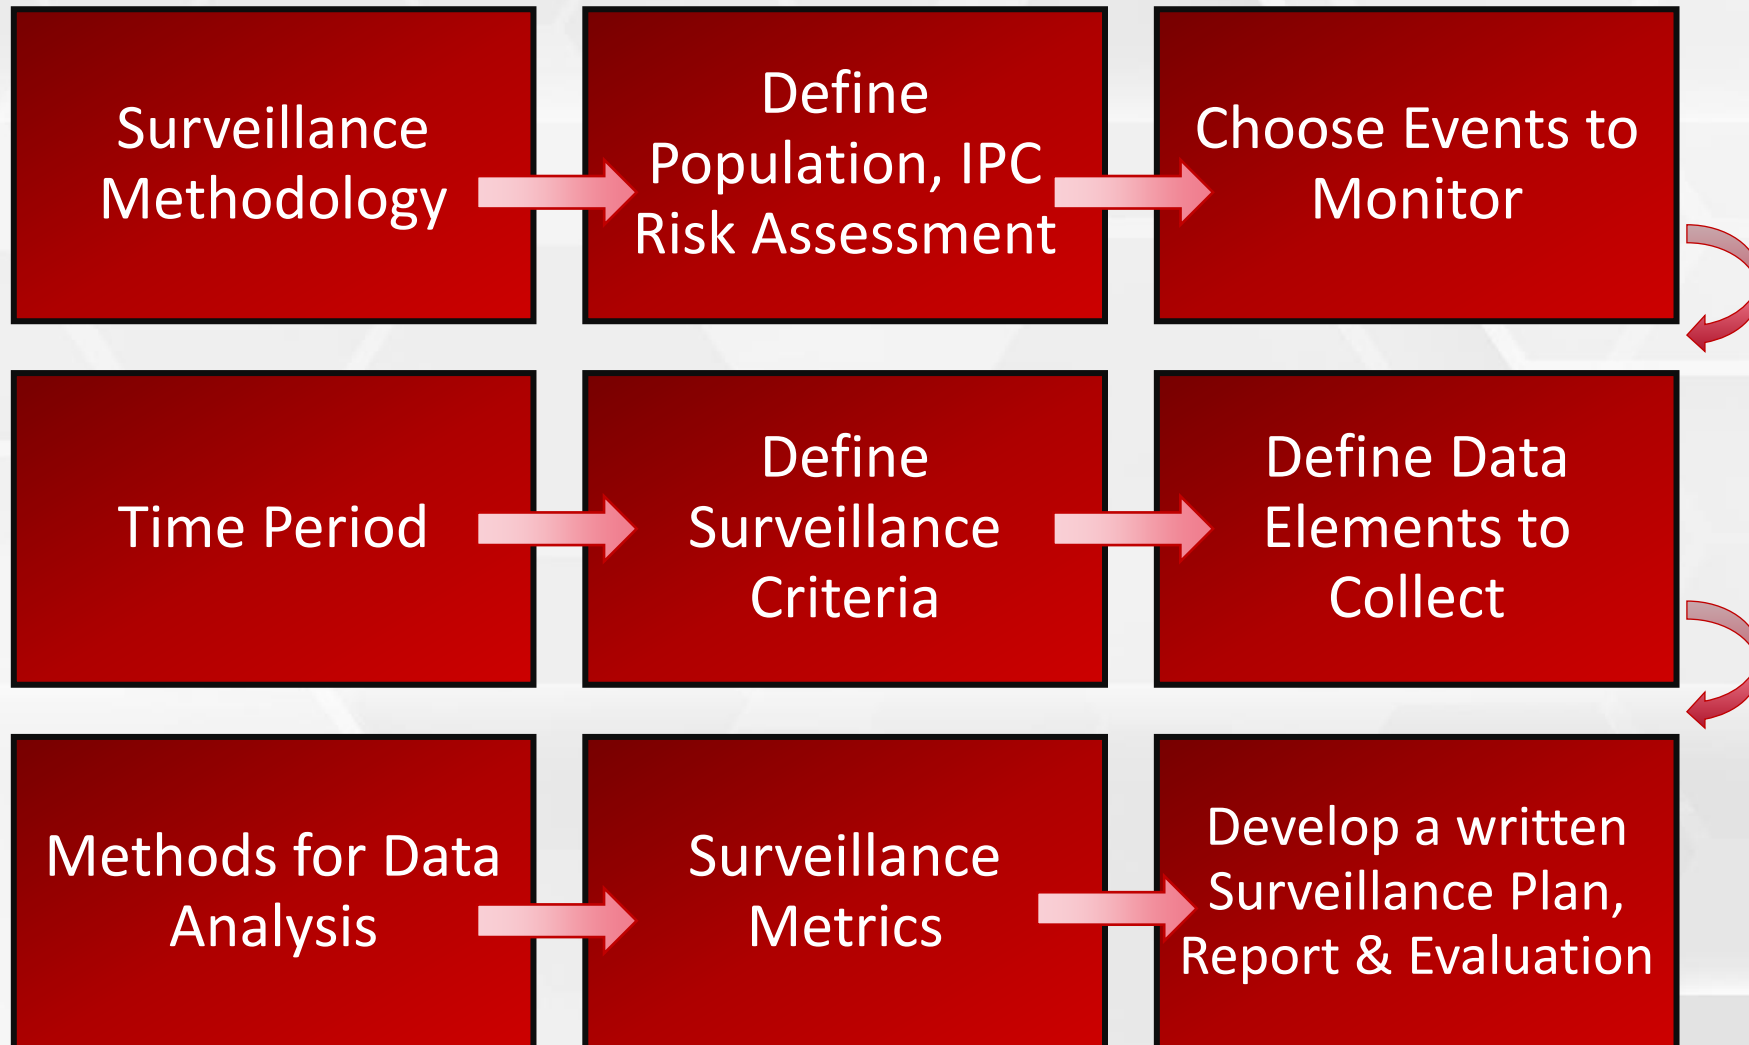 Surveillance
Methodology
Define
Population, IPC
Risk Assessment
Choose Events to
Monitor
Time Period
Define
Surveillance
Criteria
Define Data
Elements to
Collect
Methods for Data
Analysis
Surveillance
Metrics
Develop a written
Surveillance Plan,
Report & Evaluation